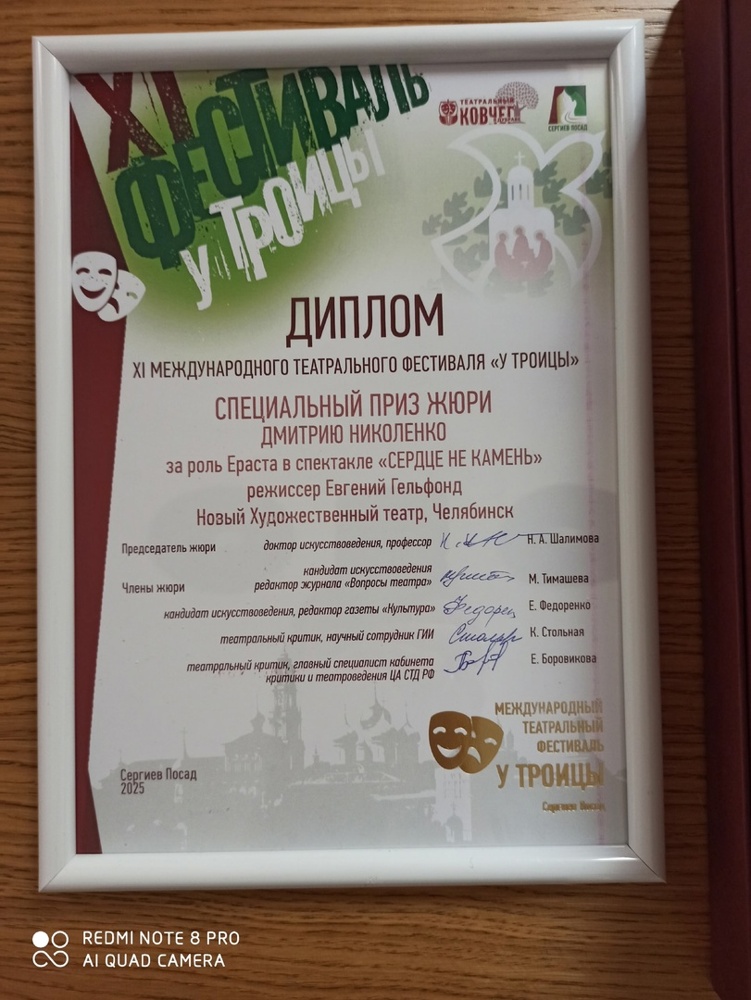 XI
ФЕСТИВАЛЬ
У ТРОИЦЫ
ТЕАТРАЛЬНЫЙ
КОВЧЕГ
СЕРГИЕВ ПОСАД
ДИПЛОМ
XI МЕЖДУНАРОДНОГО ТЕАТРАЛЬНОГО ФЕСТИВАЛЯ «У ТРОИЦЫ»
СПЕЦИАЛЬНЫЙ ПРИЗ ЖЮРИ
ДМИТРИЮ НИКОЛЕНКО
за роль Ераста в спектакле «СЕРДЦЕ НЕ КАМЕНЬ»
режиссер Евгений Гельфонд
Новый Художественный театр, Челябинск
Председатель жюри доктор искусствоведения, профессор Н. А. Шалимова
Члены жюри кандидат искусствоведения
редактор журнала «Вопросы театра» М. Тимашева
кандидат искусствоведения, редактор газеты «Культура» Е. Федоренко
театральный критик, научный сотрудник ГИИ К. Стольная
театральный критик, главный специалист кабинета
критики и театроведения ЦА СТД РФ Е. Боровикова
МЕЖДУНАРОДНЫЙ
ТЕАТРАЛЬНЫЙ
ФЕСТИВАЛЬ
У ТРОИЦЫ
Сергиев Посад
Сергиев Посад
2025
REDMI NOTE 8 PRO
AI QUAD CAMERA